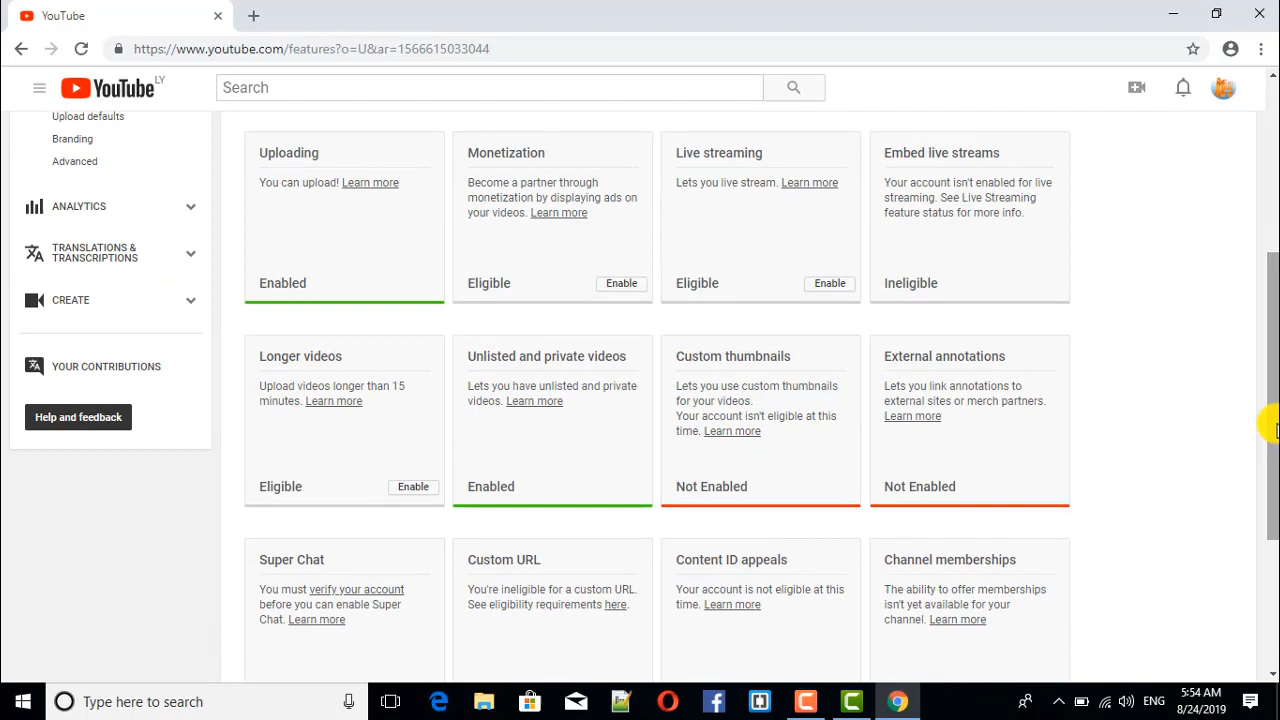 YouTube
https://www.youtube.com/features?o=U&ar=1566615033044
YouTube LY
Search
Upload defaults
Branding
Advanced
ANALYTICS
TRANSLATIONS &
TRANSCRIPTIONS
CREATE
YOUR CONTRIBUTIONS
Help and feedback
Uploading
You can upload! Learn more
Enabled
Monetization
Become a partner through
monetization by displaying ads on
your videos. Learn more
Eligible Enable
Live streaming
Lets you live stream. Learn more
Eligible Enable
Embed live streams
Your account isn't enabled for live
streaming. See Live Streaming
feature status for more info.
Ineligible
Longer videos
Upload videos longer than 15
minutes. Learn more
Eligible Enable
Unlisted and private videos
Lets you have unlisted and private
videos. Learn more
Enabled
Custom thumbnails
Lets you use custom thumbnails
for your videos.
Your account isn't eligible at this
time. Learn more
Not Enabled
External annotations
Lets you link annotations to
external sites or merch partners.
Learn more
Not Enabled
Super Chat
You must verify your account
before you can enable Super
Chat. Learn more
Custom URL
You're ineligible for a custom URL.
See eligibility requirements here.
Content ID appeals
Your account is not eligible at this
time. Learn more
Channel memberships
The ability to offer memberships
isn't yet available for your
channel. Learn more
Type here to search
ENG
5:54 AM
8/24/2019